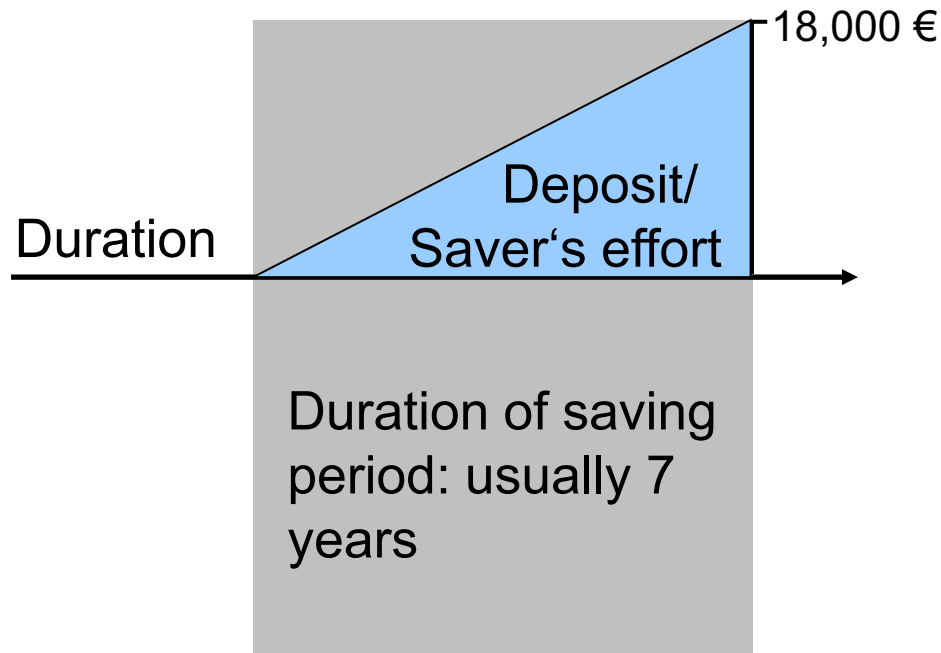 18,000 €
Deposit/
Duration
Saver‘s effort
Duration of saving
period: usually 7
years